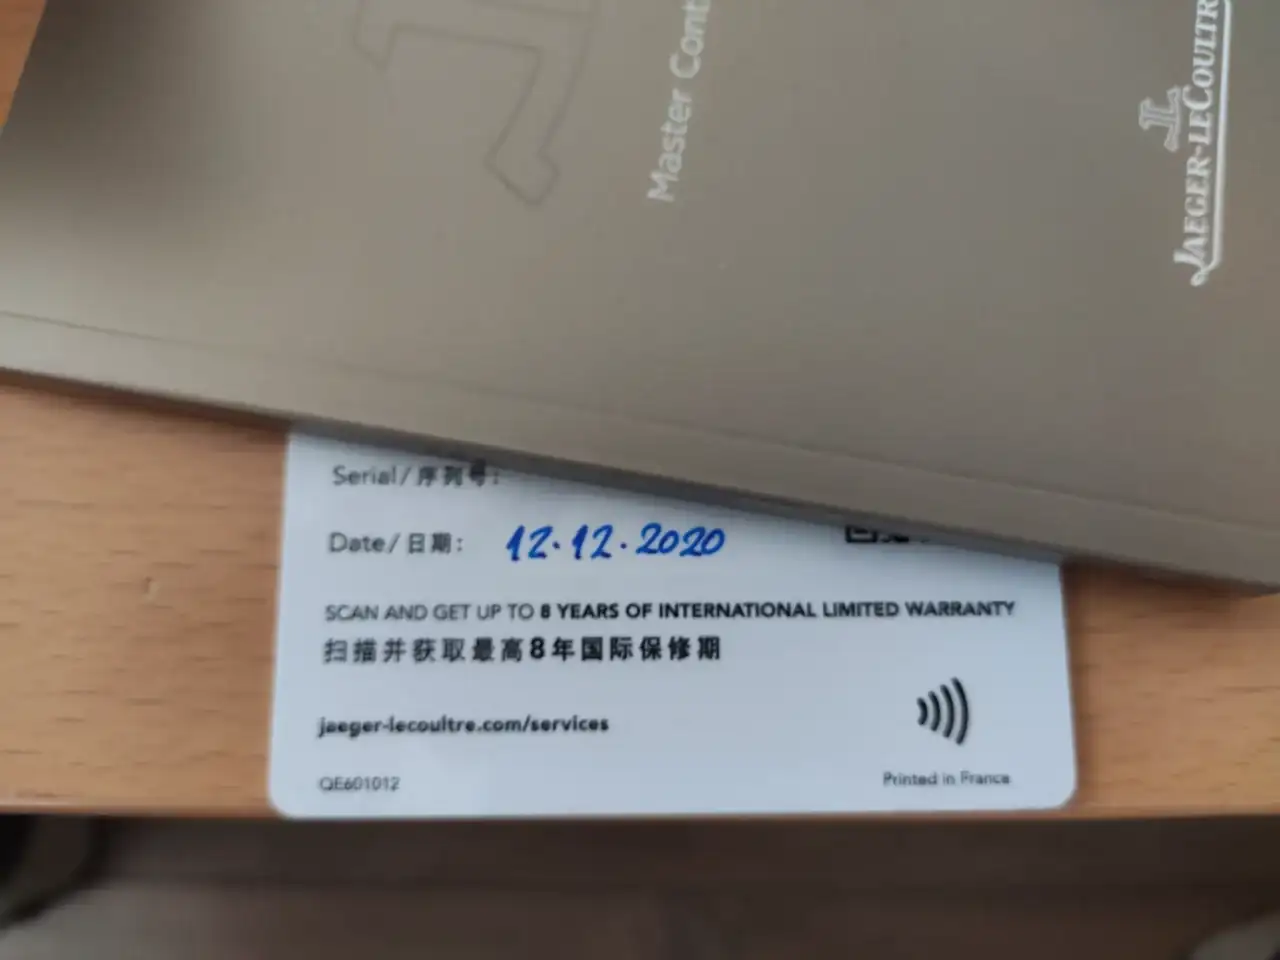 Master Cont
JAEGER-LECOULTR
Serial/序列号:
Date/日期: 12.12.2020
SCAN AND GET UP TO 8 YEARS OF INTERNATIONAL LIMITED WARRANTY
扫描并获取最高8年国际保修期
jaeger-lecoultre.com/services
QE601012
Printed in France